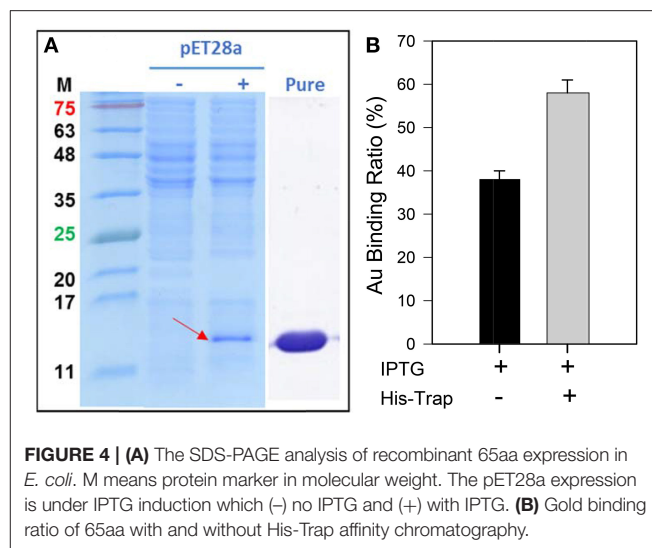 A
pET28a
M - + Pure
75
63
48
35
25
20
17
11
B
Au Binding Ratio (%)
70
60
50
40
30
20
10
0
IPTG + +
His-Trap - +
FIGURE 4 | (A) The SDS-PAGE analysis of recombinant 65aa expression in
E. coli. M means protein marker in molecular weight. The pET28a expression
is under IPTG induction which (–) no IPTG and (+) with IPTG. (B) Gold binding
ratio of 65aa with and without His-Trap affinity chromatography.